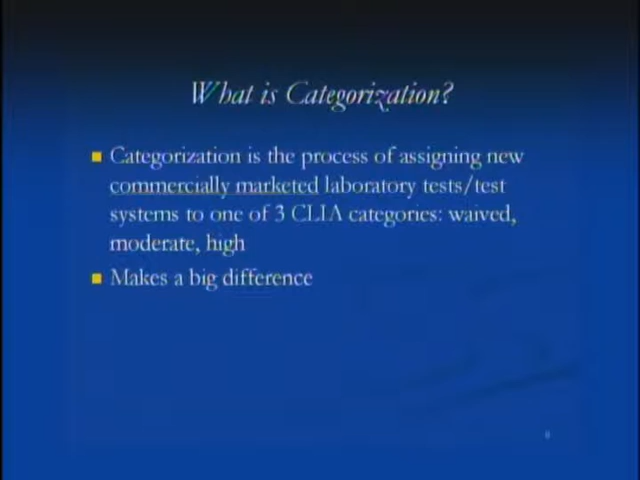 What is Categorization?
Categorization is the process of assigning new
commercially marketed laboratory tests/test
systems to one of 3 CLIA categories: waived,
moderate, high
Makes a big difference